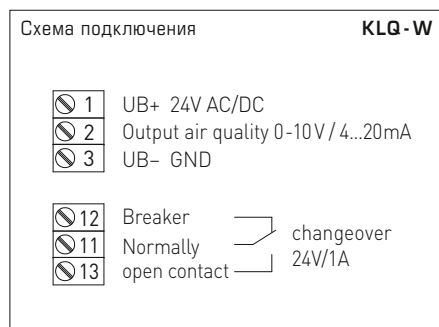 Схема подключения KLQ-W
1 UB+ 24V AC/DC
2 Output air quality 0-10V / 4...20mA
3 UB– GND
12 Breaker
changeover
11 Normally
24V/1A
13 open contact